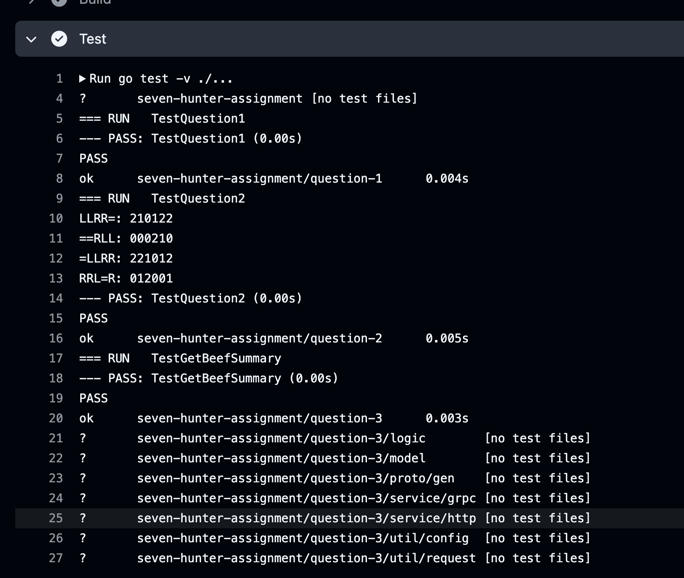 Build
Test
1 ▶Run go test -v ./...
4 ? seven-hunter-assignment [no test files]
5 === RUN TestQuestion1
6 --- PASS: TestQuestion1 (0.00s)
7 PASS
8 ok seven-hunter-assignment/question-1 0.004s
9 === RUN TestQuestion2
10 LLRR=: 210122
11 ==RLL: 000210
12 =LLRR: 221012
13 RRL=R: 012001
14 --- PASS: TestQuestion2 (0.00s)
15 PASS
16 ok seven-hunter-assignment/question-2 0.005s
17 === RUN TestGetBeefSummary
18 --- PASS: TestGetBeefSummary (0.00s)
19 PASS
20 ok seven-hunter-assignment/question-3 0.003s
21 ? seven-hunter-assignment/question-3/logic [no test files]
22 ? seven-hunter-assignment/question-3/model [no test files]
23 ? seven-hunter-assignment/question-3/proto/gen [no test files]
24 ? seven-hunter-assignment/question-3/service/grpc [no test files]
25 ? seven-hunter-assignment/question-3/service/http [no test files]
26 ? seven-hunter-assignment/question-3/util/config [no test files]
27 ? seven-hunter-assignment/question-3/util/request [no test files]